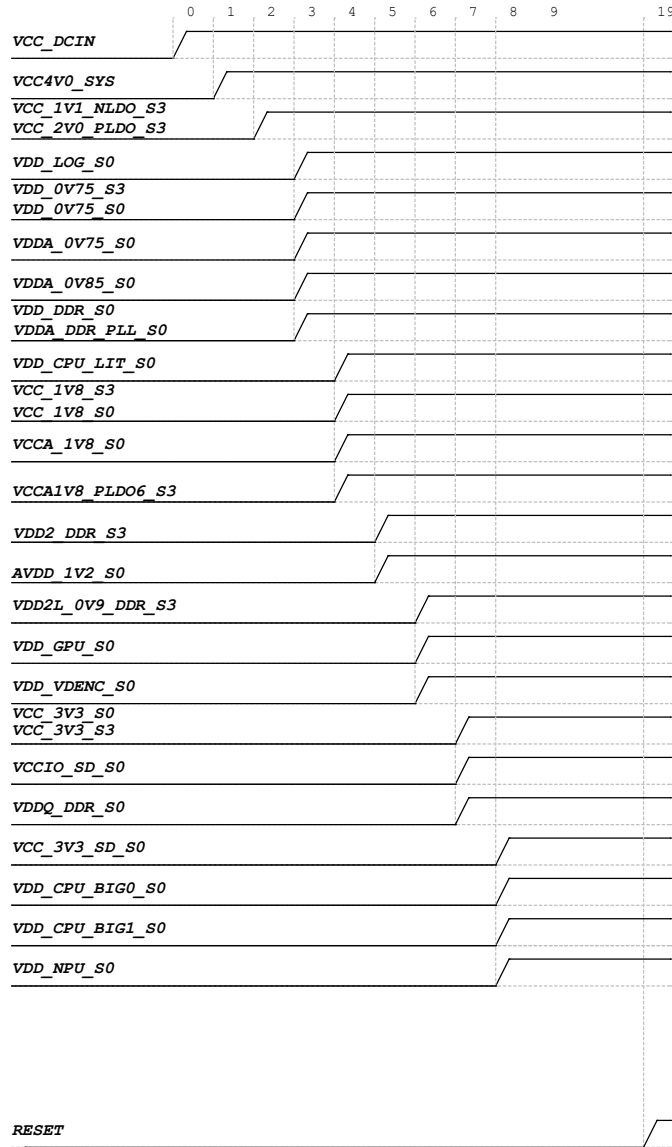 0 1 2 3 4 5 6 7 8 9 19
VCC_DCIN
VCC4V0_SYS
VCC_1V1_NLDO_S3
VCC_2V0_PLDO_S3
VDD_LOG_S0
VDD_0V75_S3
VDD_0V75_S0
VDDA_0V75_S0
VDDA_0V85_S0
VDD_DDR_S0
VDDA_DDR_PLL_S0
VDD_CPU_LIT_S0
VCC_1V8_S3
VCC_1V8_S0
VCCA_1V8_S0
VCCA1V8_PLDO6_S3
VDD2_DDR_S3
AVDD_1V2_S0
VDD2L_0V9_DDR_S3
VDD_GPU_S0
VDD_VDENC_S0
VCC_3V3_S0
VCC_3V3_S3
VCCIO_SD_S0
VDDQ_DDR_S0
VCC_3V3_SD_S0
VDD_CPU_BIG0_S0
VDD_CPU_BIG1_S0
VDD_NPU_S0
RESET